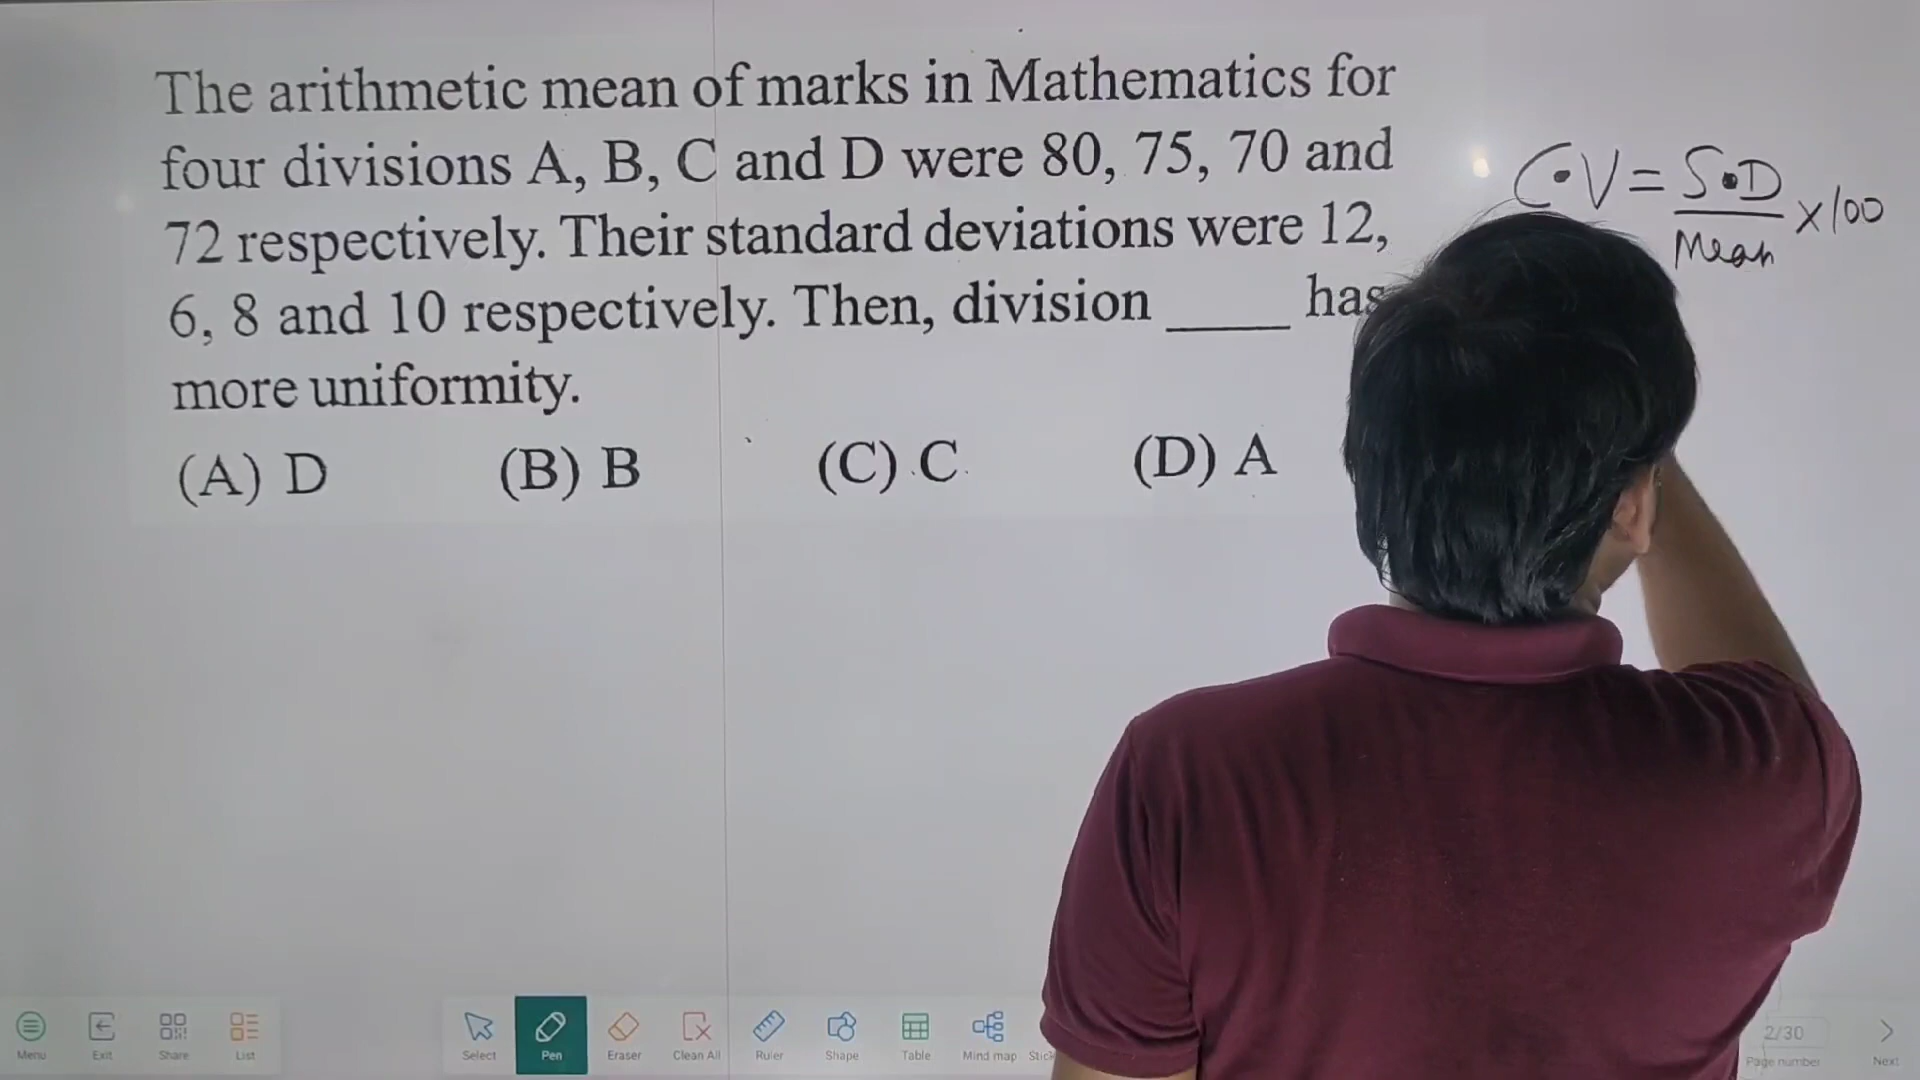 The arithmetic mean of marks in Mathematics for
four divisions A, B, C and D were 80, 75, 70 and
72 respectively. Their standard deviations were 12,
6, 8 and 10 respectively. Then, division ____ has
more uniformity.
(A) D (B) B (C) C (D) A
C.V = S.D
Mean × 100
Menu Exit Share List Select Pen Eraser Clean All Ruler Shape Table Mind map
2/30
Page number Next